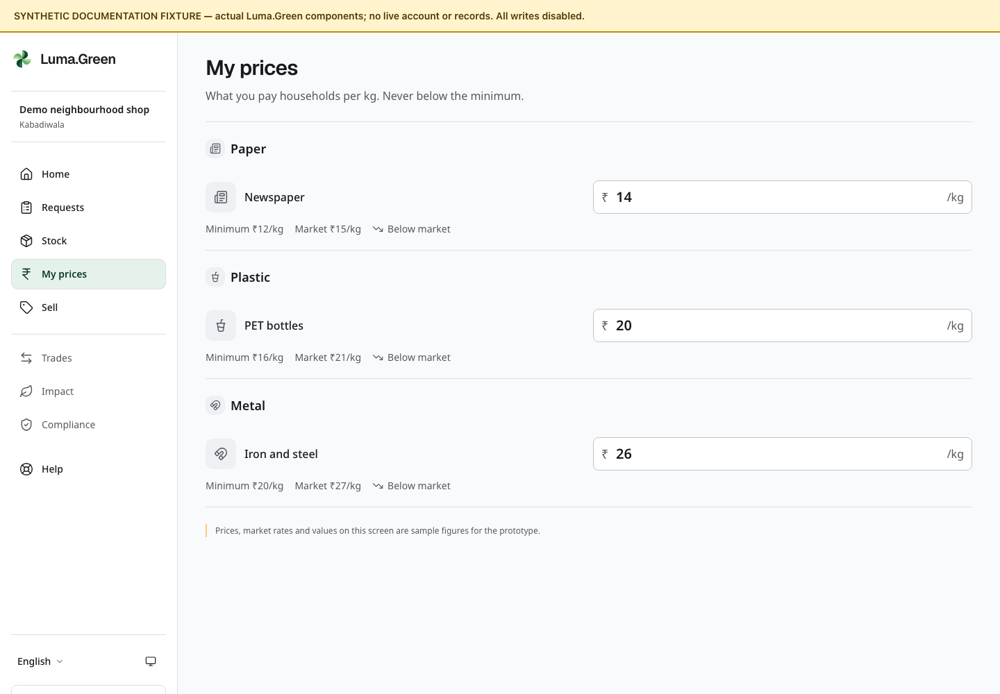 SYNTHETIC DOCUMENTATION FIXTURE — actual Luma.Green components; no live account or records. All writes disabled.
Luma.Green
Demo neighbourhood shop
Kabadiwala
Home
Requests
Stock
My prices
Sell
Trades
Impact
Compliance
Help
English
My prices
What you pay households per kg. Never below the minimum.
Paper
Newspaper
₹ 14 /kg
Minimum ₹12/kg Market ₹15/kg Below market
Plastic
PET bottles
₹ 20 /kg
Minimum ₹16/kg Market ₹21/kg Below market
Metal
Iron and steel
₹ 26 /kg
Minimum ₹20/kg Market ₹27/kg Below market
Prices, market rates and values on this screen are sample figures for the prototype.